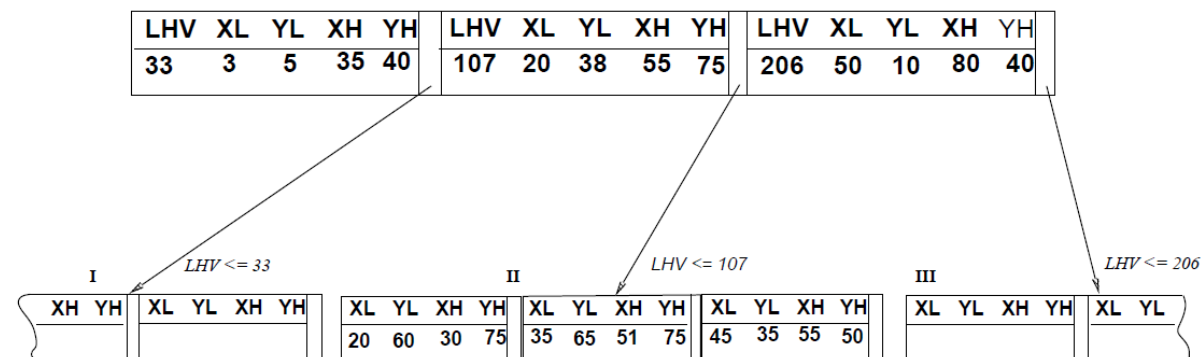 LHV XL YL XH YH LHV XL YL XH YH LHV XL YL XH YH
33 3 5 35 40 107 20 38 55 75 206 50 10 80 40
I LHV <= 33 II LHV <= 107 III LHV <= 206
XH YH XL YL XH YH XL YL XH YH XL YL XH YH XL YL XH YH XL YL XH YH XL YL
20 60 30 75 35 65 51 75 45 35 55 50